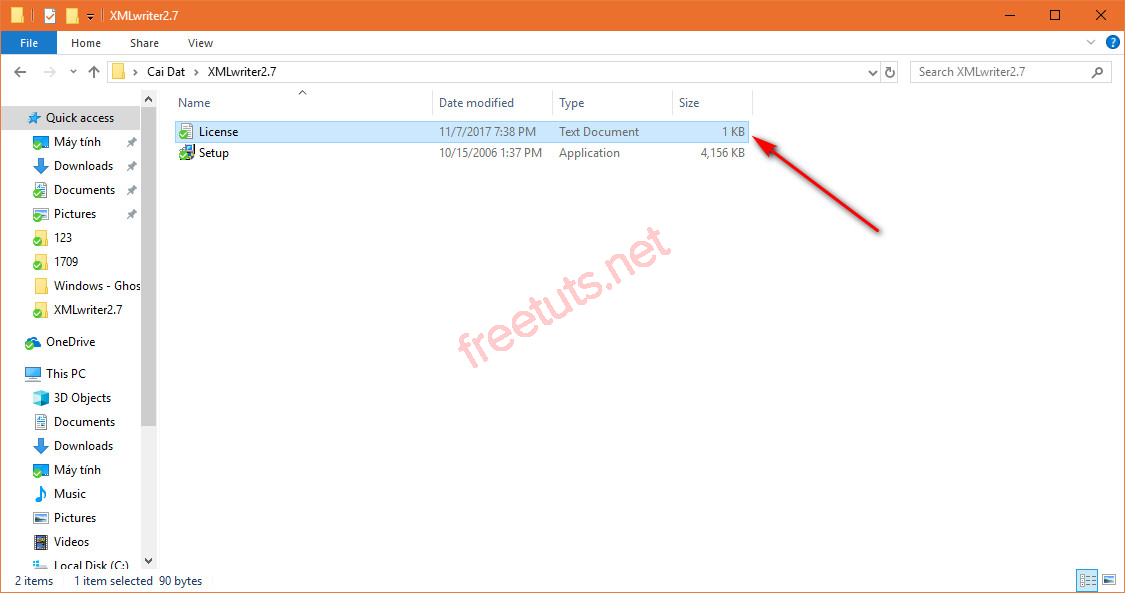 XMLwriter2.7
File Home Share View
Cai Dat XMLwriter2.7 Search XMLwriter2.7
Name Date modified Type Size
License 11/7/2017 7:38 PM Text Document 1 KB
Setup 10/15/2006 1:37 PM Application 4,156 KB
Quick access
Máy tính
Downloads
Documents
Pictures
123
1709
Windows - Ghos
XMLwriter2.7
OneDrive
This PC
3D Objects
Documents
Downloads
Máy tính
Music
Pictures
Videos
Local Disk (C:)
freetuts.net
2 items 1 item selected 90 bytes